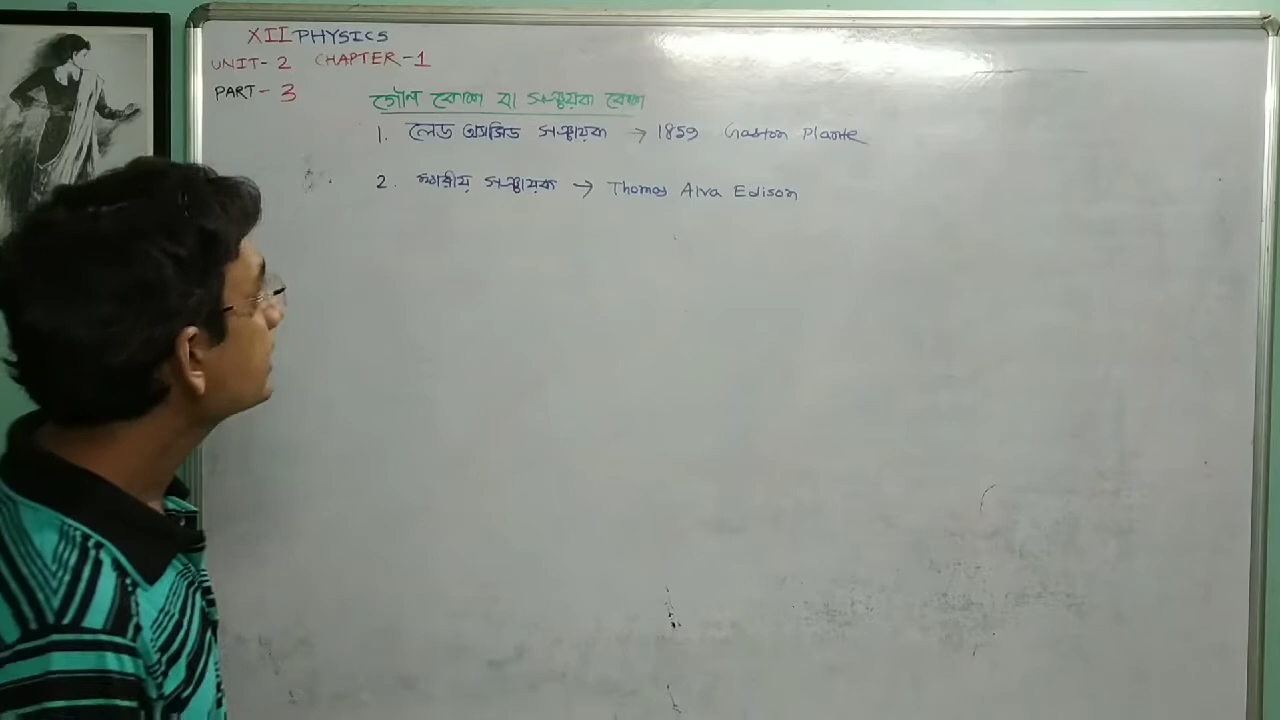 XII PHYSICS
UNIT-2 CHAPTER-1
PART-3
গৌণ কোশ বা সঞ্চায়ক কোশ
1. লেড অ্যাসিড সঞ্চায়ক → 1859 Gaston Plante
2. ক্ষারীয় সঞ্চায়ক → Thomas Alva Edison